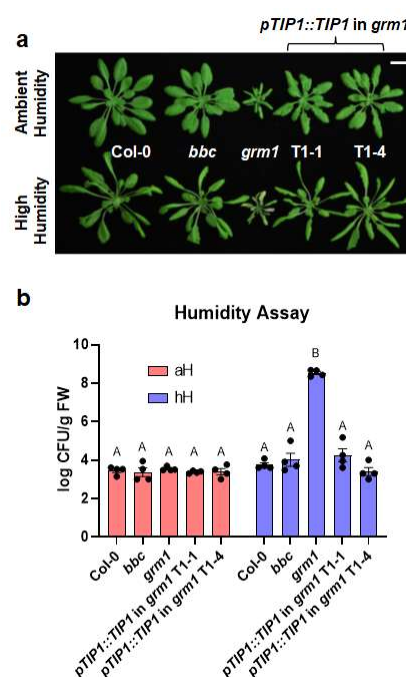 pTIP1::TIP1 in grm1
a
Ambient
Humidity
Col-0 bbc grm1 T1-1 T1-4
High
Humidity
b
Humidity Assay
10
8
6
4
2
0
log CFU/g FW
aH
hH
A A A A A A A B A A
Col-0
bbc
grm1
pTIP1::TIP1 in grm1 T1-1
pTIP1::TIP1 in grm1 T1-4
Col-0
bbc
grm1
pTIP1::TIP1 in grm1 T1-1
pTIP1::TIP1 in grm1 T1-4